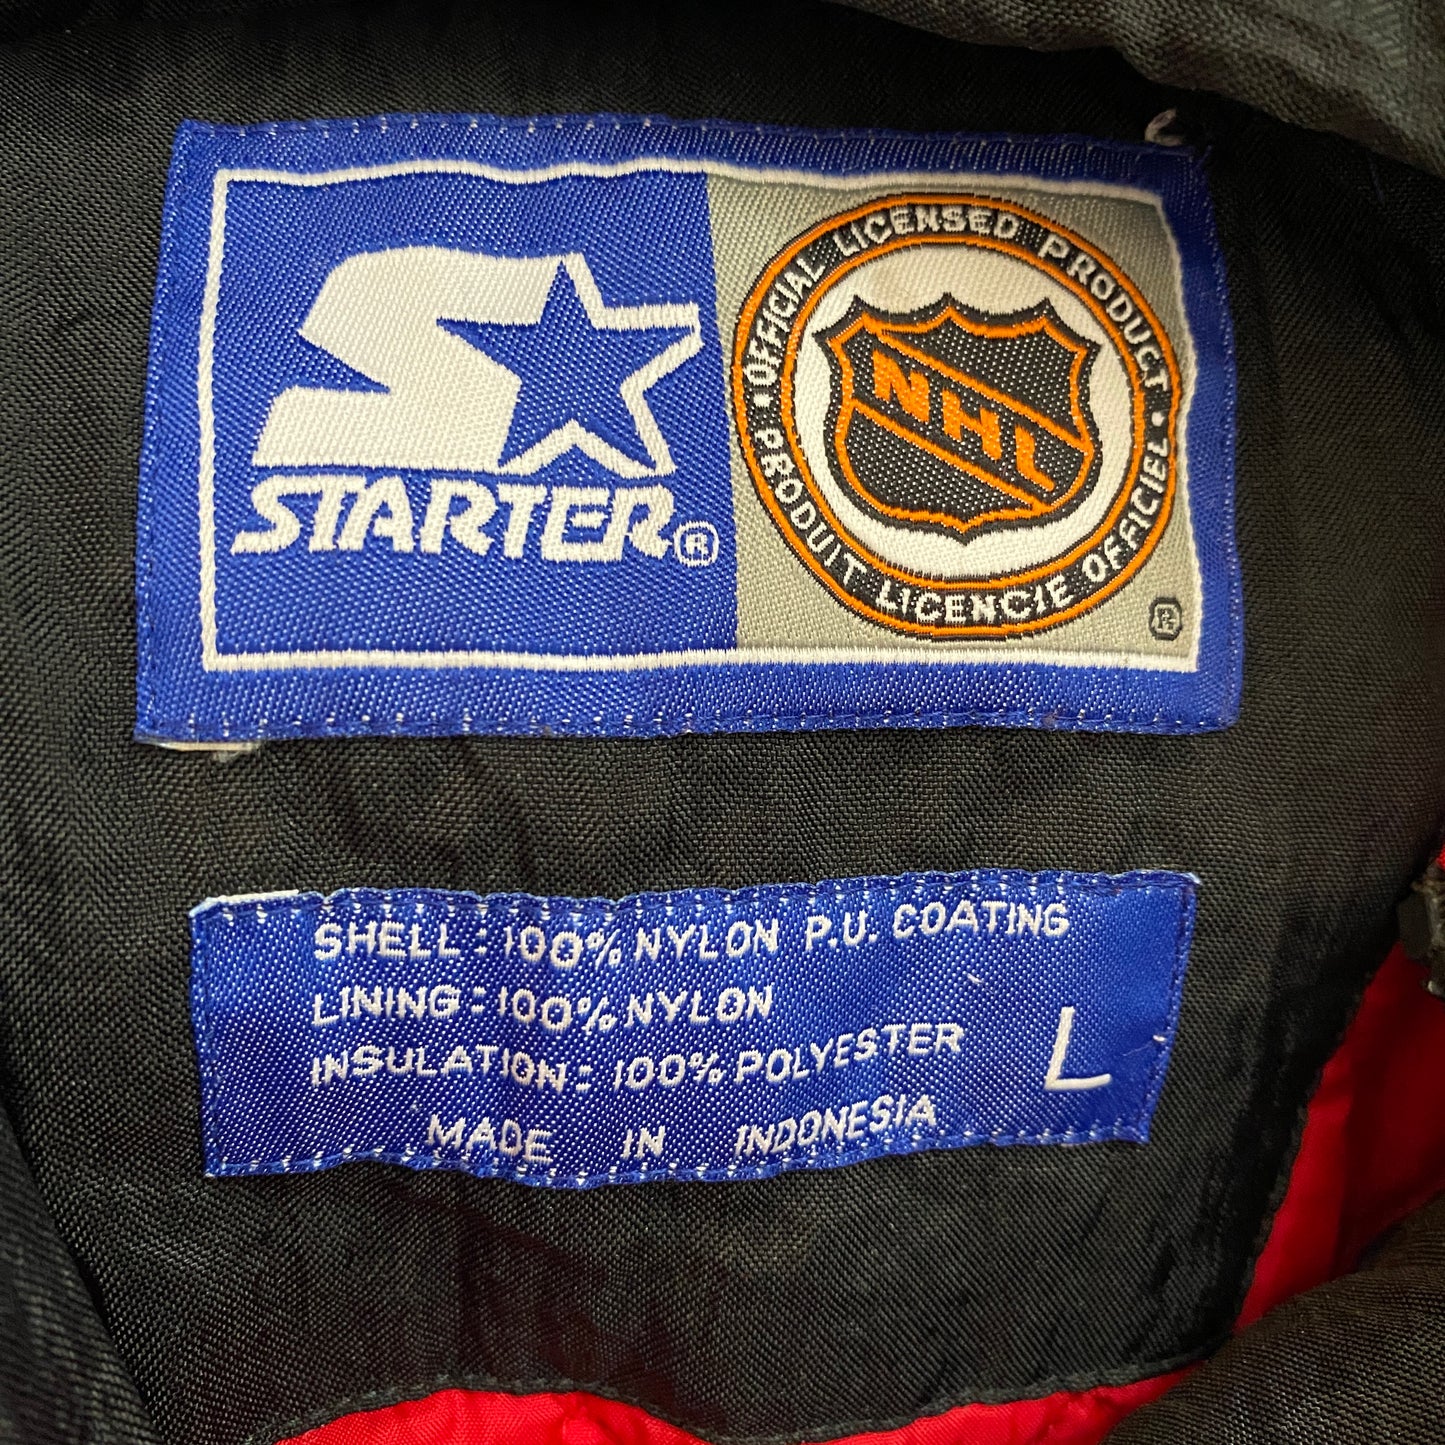 STARTER®
OFFICIAL LICENSED PRODUCT
• PRODUIT LICENCIE OFFICIEL •
NHL
®
SHELL: 100% NYLON P.U. COATING
LINING: 100% NYLON
INSULATION: 100% POLYESTER
L
MADE IN INDONESIA